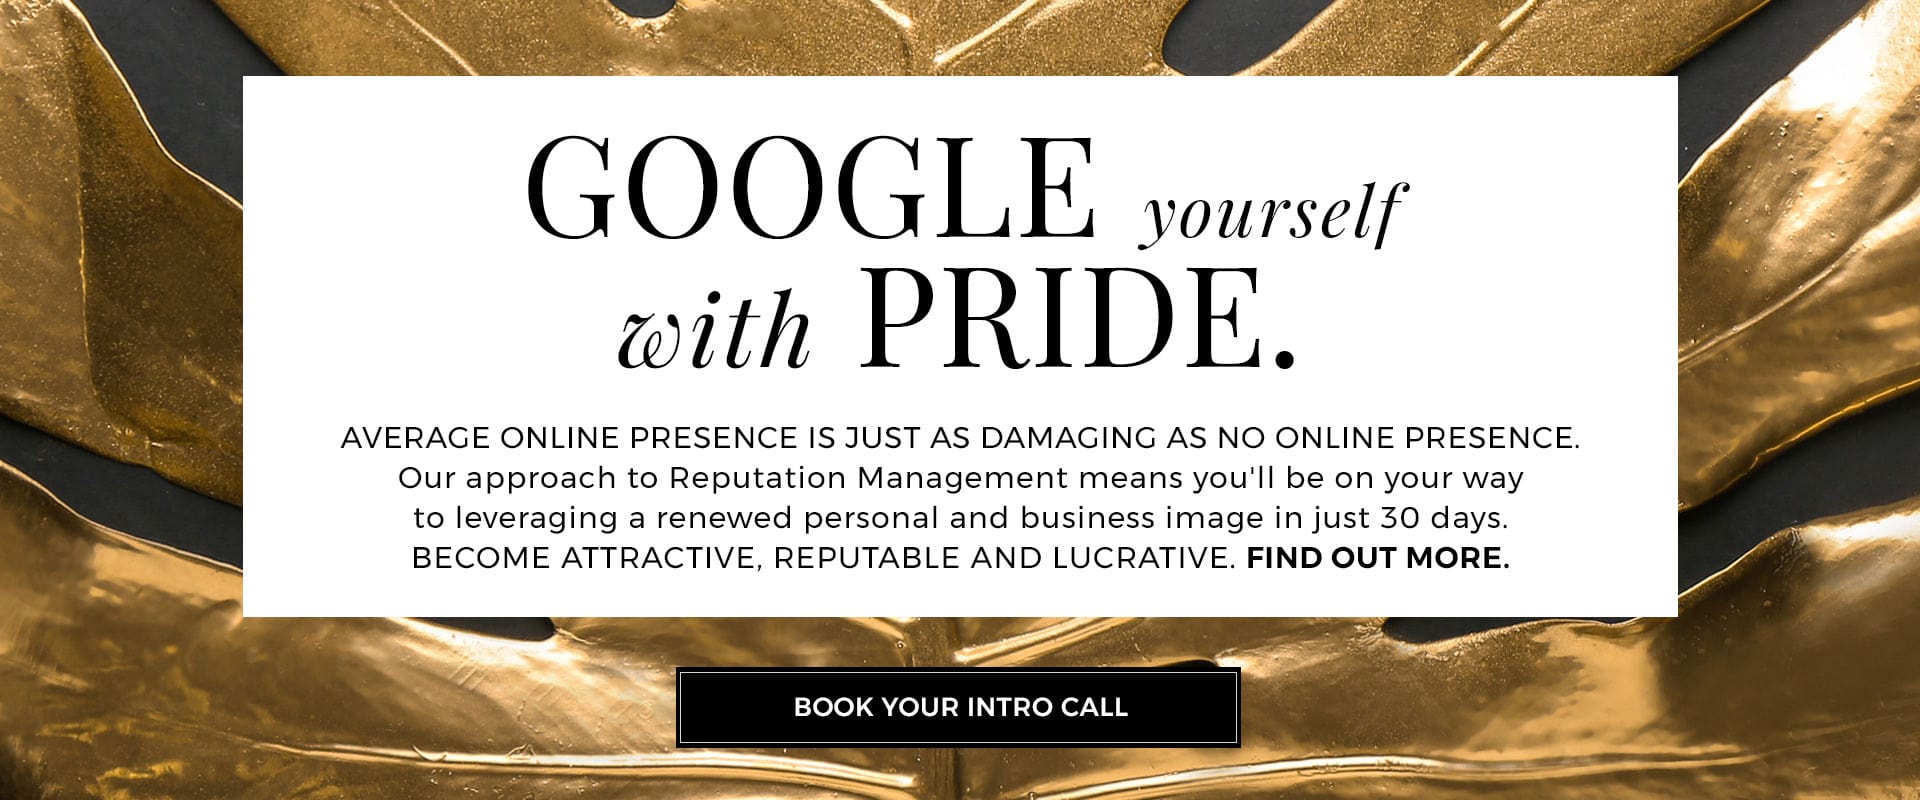 GOOGLE yourself
with PRIDE.
AVERAGE ONLINE PRESENCE IS JUST AS DAMAGING AS NO ONLINE PRESENCE.
Our approach to Reputation Management means you'll be on your way
to leveraging a renewed personal and business image in just 30 days.
BECOME ATTRACTIVE, REPUTABLE AND LUCRATIVE. FIND OUT MORE.
BOOK YOUR INTRO CALL